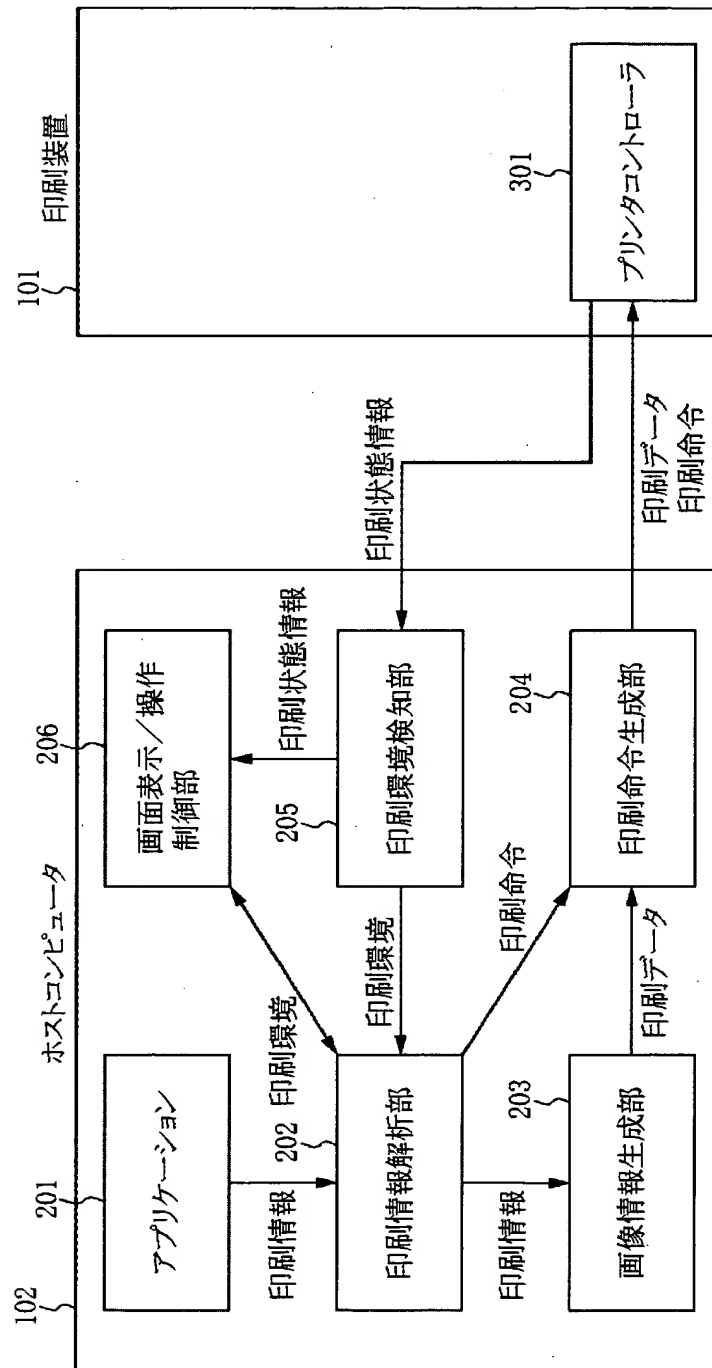 102
ホストコンピュータ
101
印刷装置
201
アプリケーション
206
画面表示／操作
制御部
印刷情報
印刷環境
印刷状態情報
印刷状態情報
202
印刷情報解析部
印刷環境
205
印刷環境検知部
印刷情報
印刷命令
203
画像情報生成部
印刷データ
204
印刷命令生成部
印刷データ
印刷命令
301
プリンタコントローラ